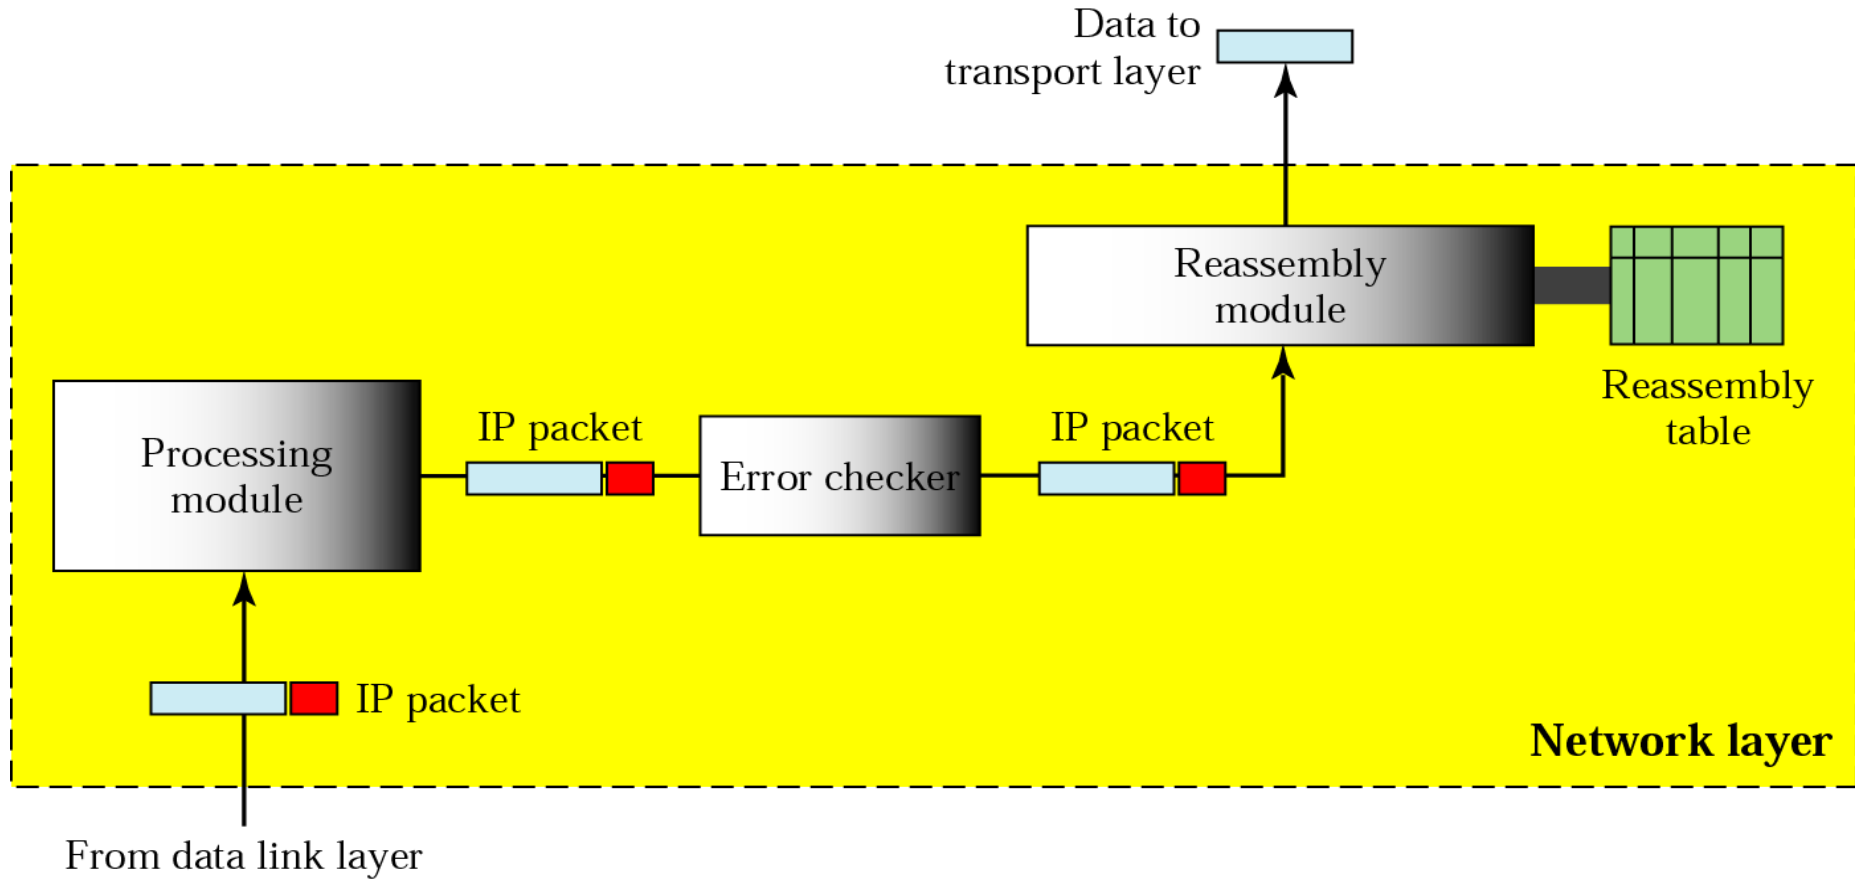 Data to
transport layer
Reassembly
module
Reassembly
table
Processing
module
IP packet
Error checker
IP packet
IP packet
Network layer
From data link layer